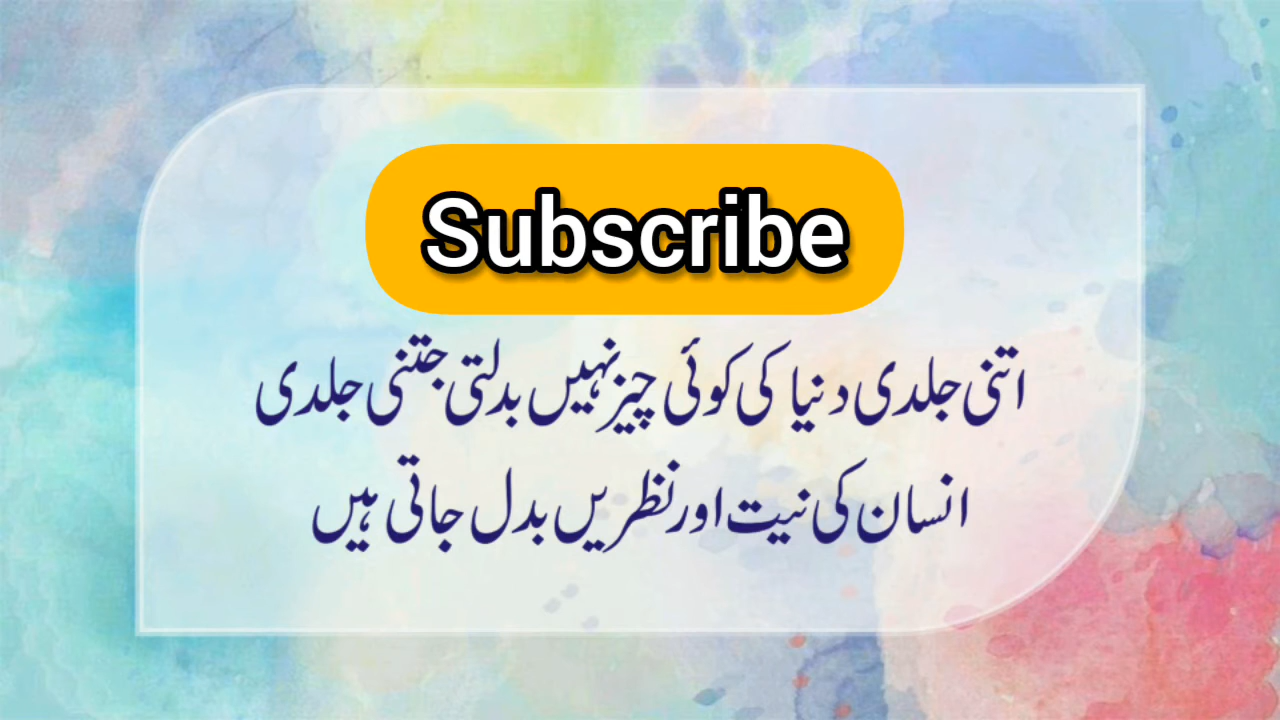 Subscribe
اتنی جلدی دنیا کی کوئی چیز نہیں بدلتی جتنی جلدی
انسان کی نیت اور نظریں بدل جاتی ہیں